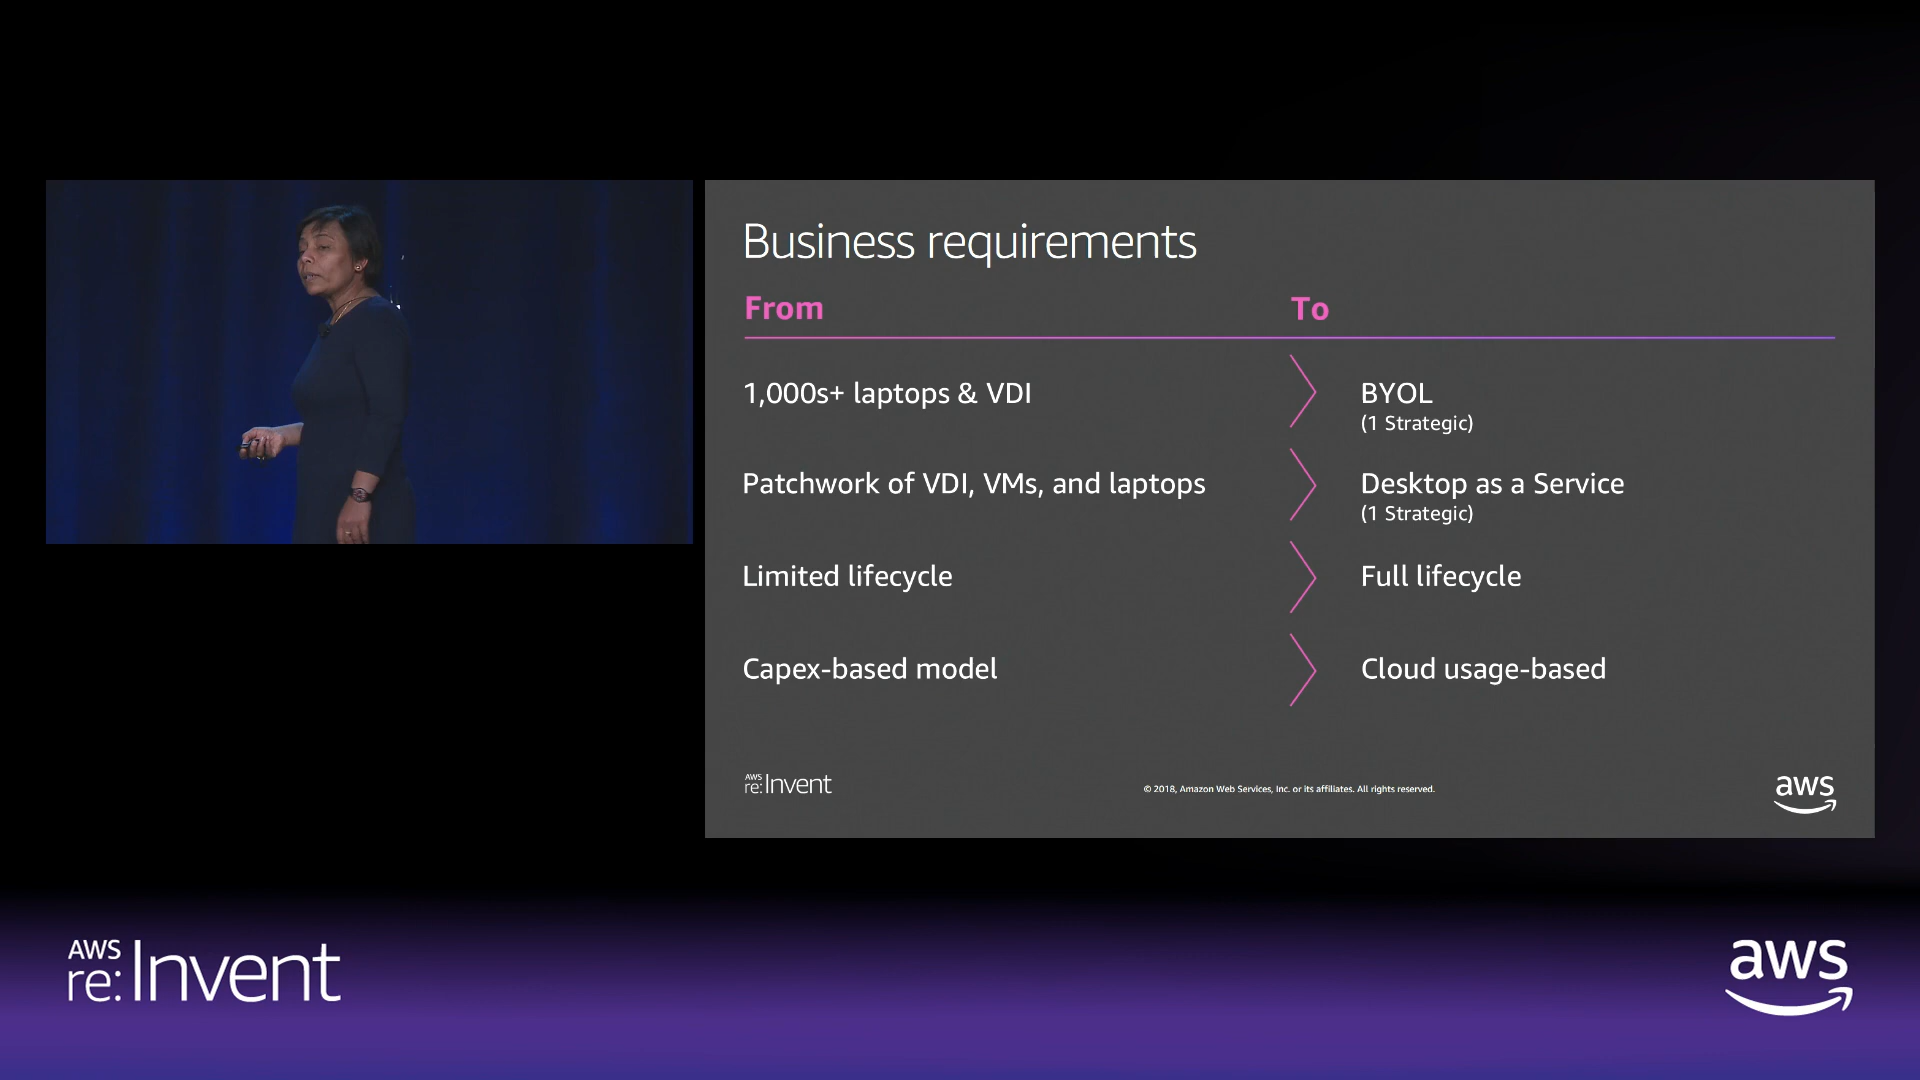 Business requirements
From To
1,000s+ laptops & VDI BYOL
(1 Strategic)
Patchwork of VDI, VMs, and laptops Desktop as a Service
(1 Strategic)
Limited lifecycle Full lifecycle
Capex-based model Cloud usage-based
AWS
re:Invent
© 2018, Amazon Web Services, Inc. or its affiliates. All rights reserved.
aws
AWS
re:Invent
aws